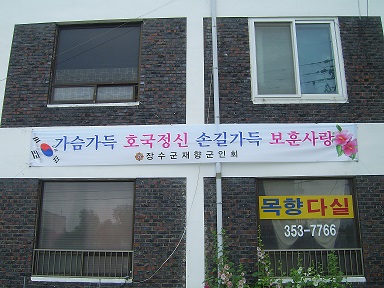 가슴가득 호국정신 손길가득 보훈사랑
장수군재향군인회
목향다실
353-7766